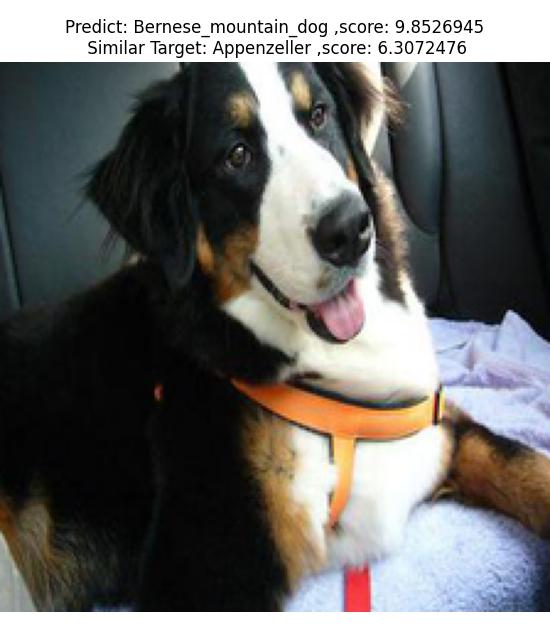 Predict: Bernese_mountain_dog ,score: 9.8526945
Similar Target: Appenzeller ,score: 6.3072476